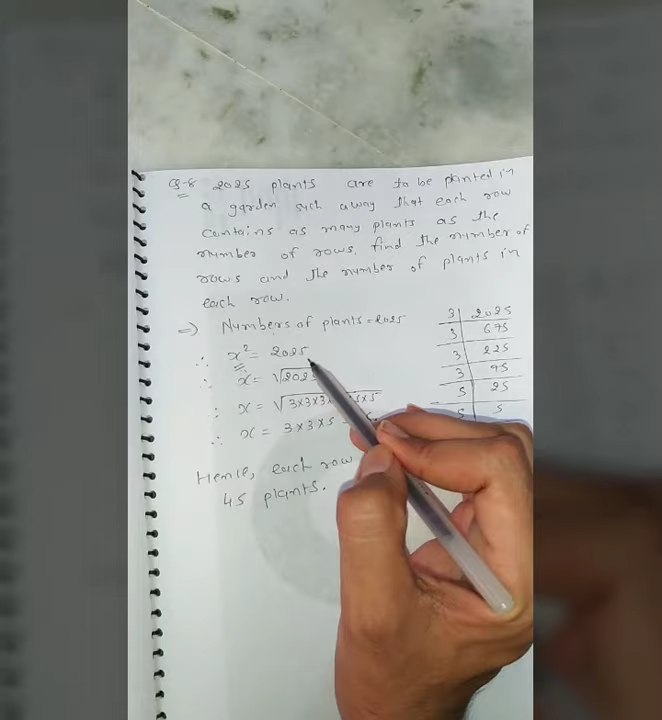 Q-8 2025 plants are to be planted in
a garden such away that each row
contains as many plants as the
number of rows. find the number of
rows and the number of plants in
each row.
⇒ Numbers of plants = 2025
∴ x² = 2025
∴ x = √2025
∴ x = √3×3×3× 5×5
∴ x = 3×3×5 =
Hence, each row
45 plants.
3 | 2025
3 | 675
3 | 225
3 | 75
5 | 25
5 | 5